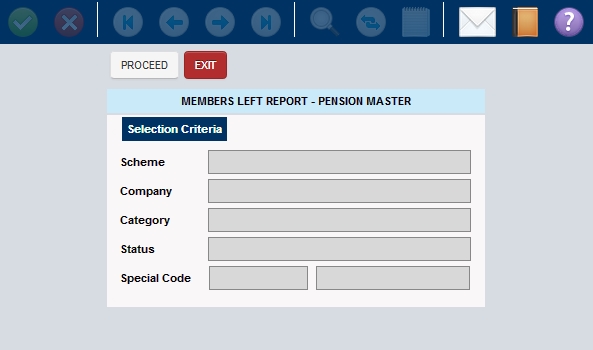 PROCEED EXIT
MEMBERS LEFT REPORT - PENSION MASTER
Selection Criteria
Scheme
Company
Category
Status
Special Code